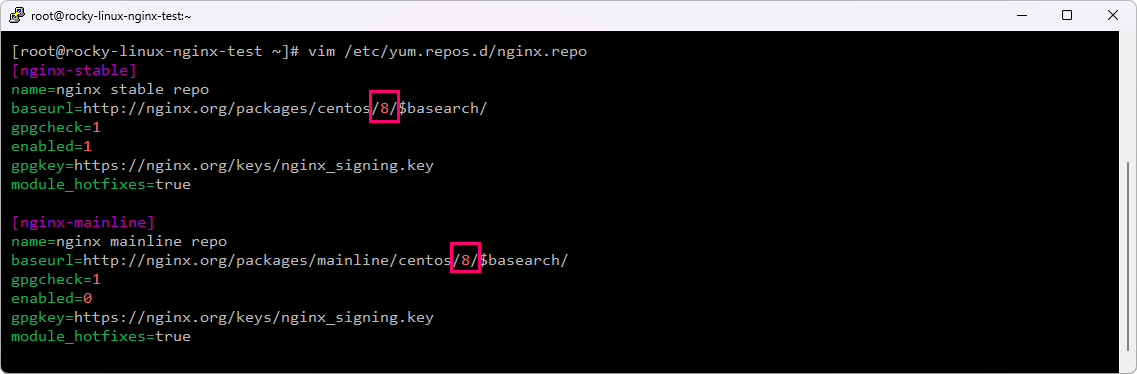 root@rocky-linux-nginx-test:~
[root@rocky-linux-nginx-test ~]# vim /etc/yum.repos.d/nginx.repo
[nginx-stable]
name=nginx stable repo
baseurl=http://nginx.org/packages/centos/8/$basearch/
gpgcheck=1
enabled=1
gpgkey=https://nginx.org/keys/nginx_signing.key
module_hotfixes=true

[nginx-mainline]
name=nginx mainline repo
baseurl=http://nginx.org/packages/mainline/centos/8/$basearch/
gpgcheck=1
enabled=0
gpgkey=https://nginx.org/keys/nginx_signing.key
module_hotfixes=true